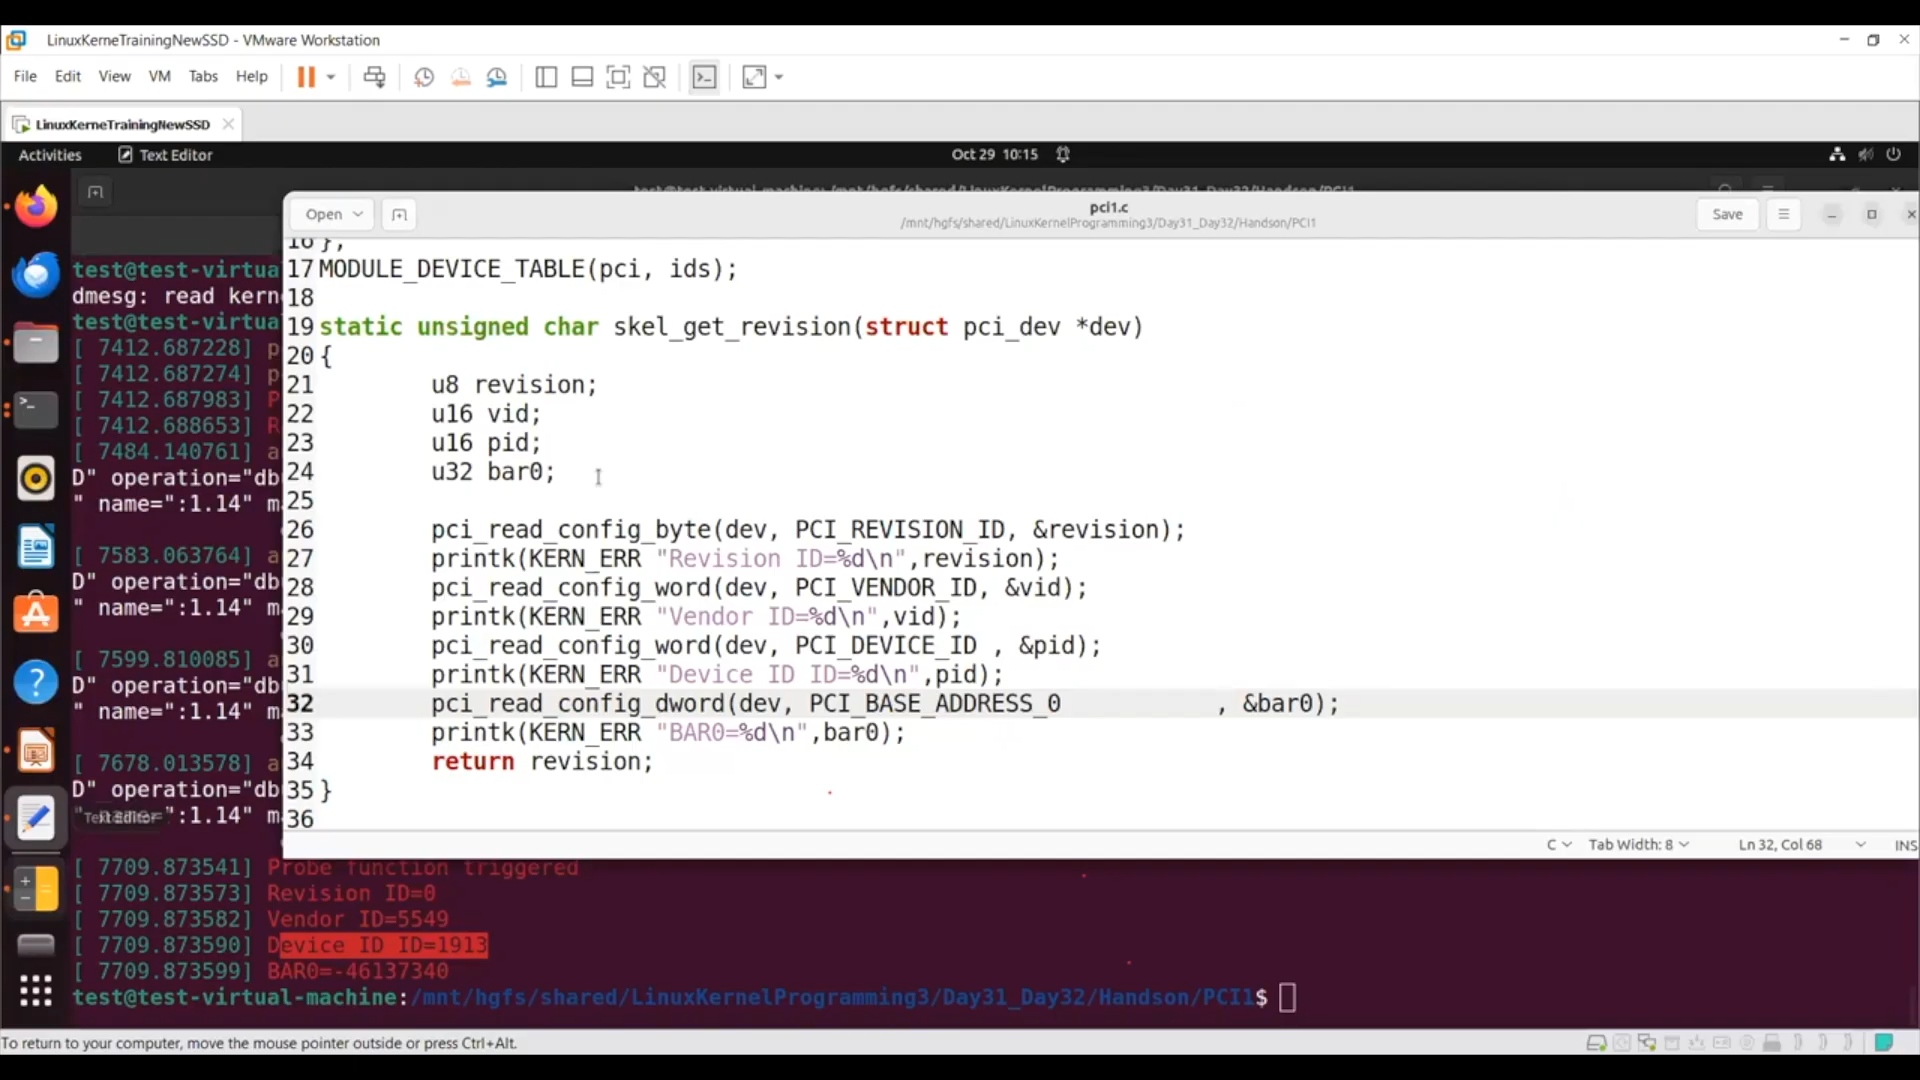 LinuxKerneTrainingNewSSD - VMware Workstation
File Edit View VM Tabs Help
LinuxKerneTrainingNewSSD
Activities Text Editor Oct 29 10:15
Open pci1.c Save
/mnt/hgfs/shared/LinuxKernelProgramming3/Day31_Day32/Handson/PCI1
16 },
17 MODULE_DEVICE_TABLE(pci, ids);
18
19 static unsigned char skel_get_revision(struct pci_dev *dev)
20 {
21 u8 revision;
22 u16 vid;
23 u16 pid;
24 u32 bar0;
25
26 pci_read_config_byte(dev, PCI_REVISION_ID, &revision);
27 printk(KERN_ERR "Revision ID=%d\n",revision);
28 pci_read_config_word(dev, PCI_VENDOR_ID, &vid);
29 printk(KERN_ERR "Vendor ID=%d\n",vid);
30 pci_read_config_word(dev, PCI_DEVICE_ID , &pid);
31 printk(KERN_ERR "Device ID ID=%d\n",pid);
32 pci_read_config_dword(dev, PCI_BASE_ADDRESS_0 , &bar0);
33 printk(KERN_ERR "BAR0=%d\n",bar0);
34 return revision;
35 }
36
C Tab Width: 8 Ln 32, Col 68 INS
test@test-virtua
dmesg: read kern
test@test-virtua
[ 7412.687228] p
[ 7412.687274] p
[ 7412.687983] P
[ 7412.688653] R
[ 7484.140761] a
D" operation="db
" name=":1.14" m
[ 7583.063764] a
D" operation="db
" name=":1.14" m
[ 7599.810085] a
D" operation="db
" name=":1.14" m
[ 7678.013578] a
D" operation="db
" name=":1.14" m
Text Editor
[ 7709.873541] Probe function triggered
[ 7709.873573] Revision ID=0
[ 7709.873582] Vendor ID=5549
[ 7709.873590] Device ID ID=1913
[ 7709.873599] BAR0=-46137340
test@test-virtual-machine:/mnt/hgfs/shared/LinuxKernelProgramming3/Day31_Day32/Handson/PCI1$
To return to your computer, move the mouse pointer outside or press Ctrl+Alt.